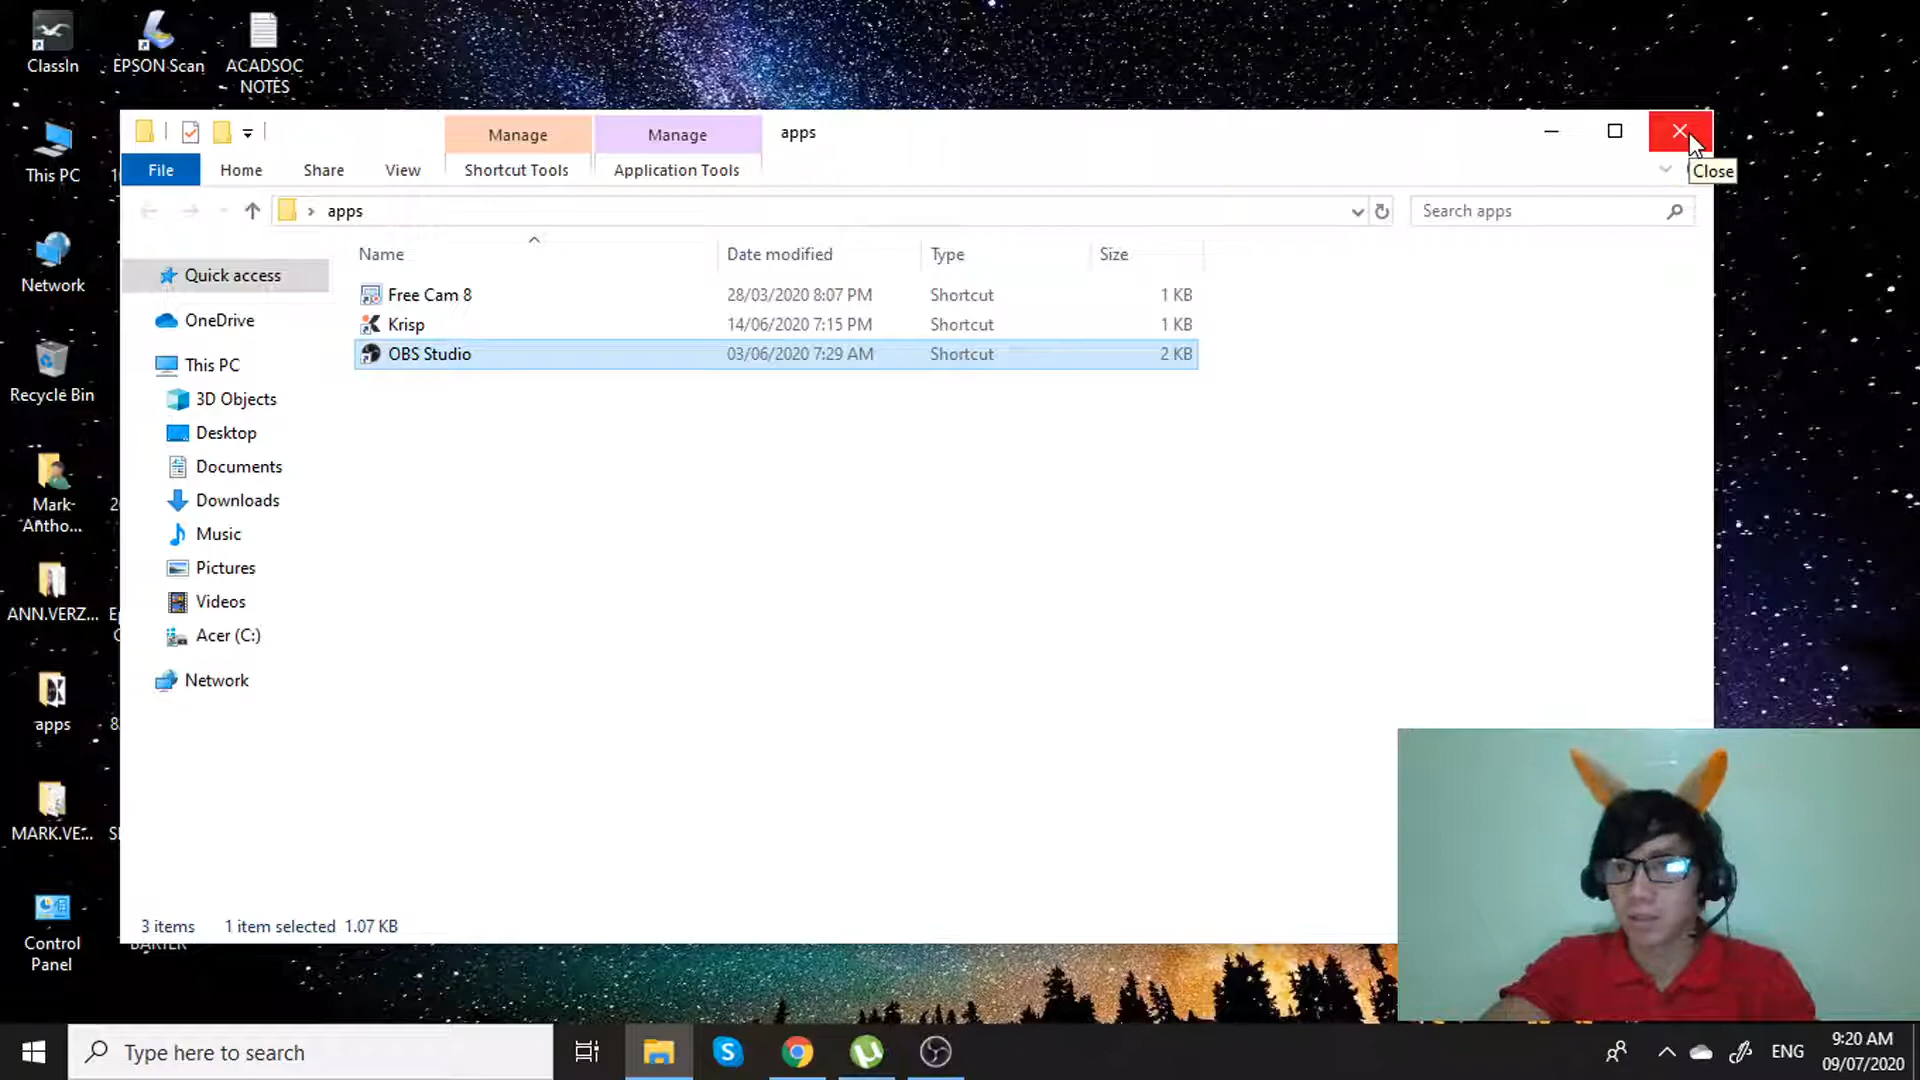 ClassIn
EPSON Scan
ACADSOC
NOTES
This PC
Network
Recycle Bin
Mark-
Antho...
ANN.VERZ...
apps
MARK.VE...
Control
Panel
Manage
Manage
apps
File
Home
Share
View
Shortcut Tools
Application Tools
Close
apps
Search apps
Name
Date modified
Type
Size
Quick access
OneDrive
This PC
3D Objects
Desktop
Documents
Downloads
Music
Pictures
Videos
Acer (C:)
Network
Free Cam 8 28/03/2020 8:07 PM Shortcut 1 KB
Krisp 14/06/2020 7:15 PM Shortcut 1 KB
OBS Studio 03/06/2020 7:29 AM Shortcut 2 KB
3 items 1 item selected 1.07 KB
Type here to search
ENG
9:20 AM
09/07/2020